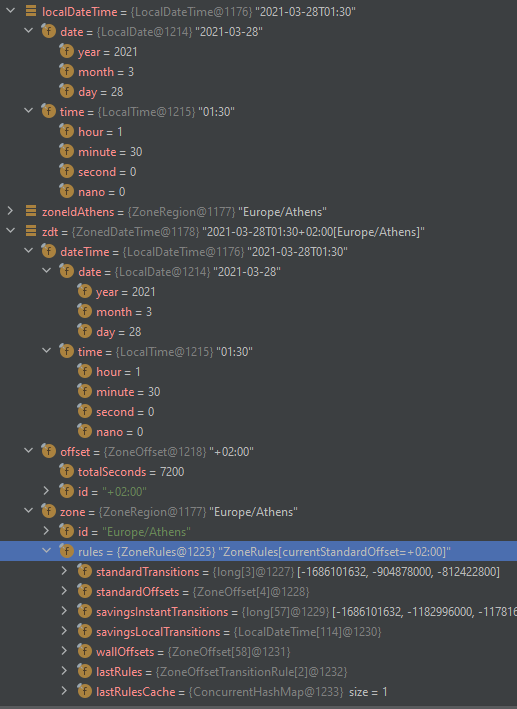 localDateTime = {LocalDateTime@1176} "2021-03-28T01:30"
date = {LocalDate@1214} "2021-03-28"
year = 2021
month = 3
day = 28
time = {LocalTime@1215} "01:30"
hour = 1
minute = 30
second = 0
nano = 0
zoneIdAthens = {ZoneRegion@1177} "Europe/Athens"
zdt = {ZonedDateTime@1178} "2021-03-28T01:30+02:00[Europe/Athens]"
dateTime = {LocalDateTime@1176} "2021-03-28T01:30"
date = {LocalDate@1214} "2021-03-28"
year = 2021
month = 3
day = 28
time = {LocalTime@1215} "01:30"
hour = 1
minute = 30
second = 0
nano = 0
offset = {ZoneOffset@1218} "+02:00"
totalSeconds = 7200
id = "+02:00"
zone = {ZoneRegion@1177} "Europe/Athens"
id = "Europe/Athens"
rules = {ZoneRules@1225} "ZoneRules[currentStandardOffset=+02:00]"
standardTransitions = {long[3]@1227} [-1686101632, -904878000, -812422800]
standardOffsets = {ZoneOffset[4]@1228}
savingsInstantTransitions = {long[57]@1229} [-1686101632, -1182996000, -117816
savingsLocalTransitions = {LocalDateTime[114]@1230}
wallOffsets = {ZoneOffset[58]@1231}
lastRules = {ZoneOffsetTransitionRule[2]@1232}
lastRulesCache = {ConcurrentHashMap@1233} size = 1